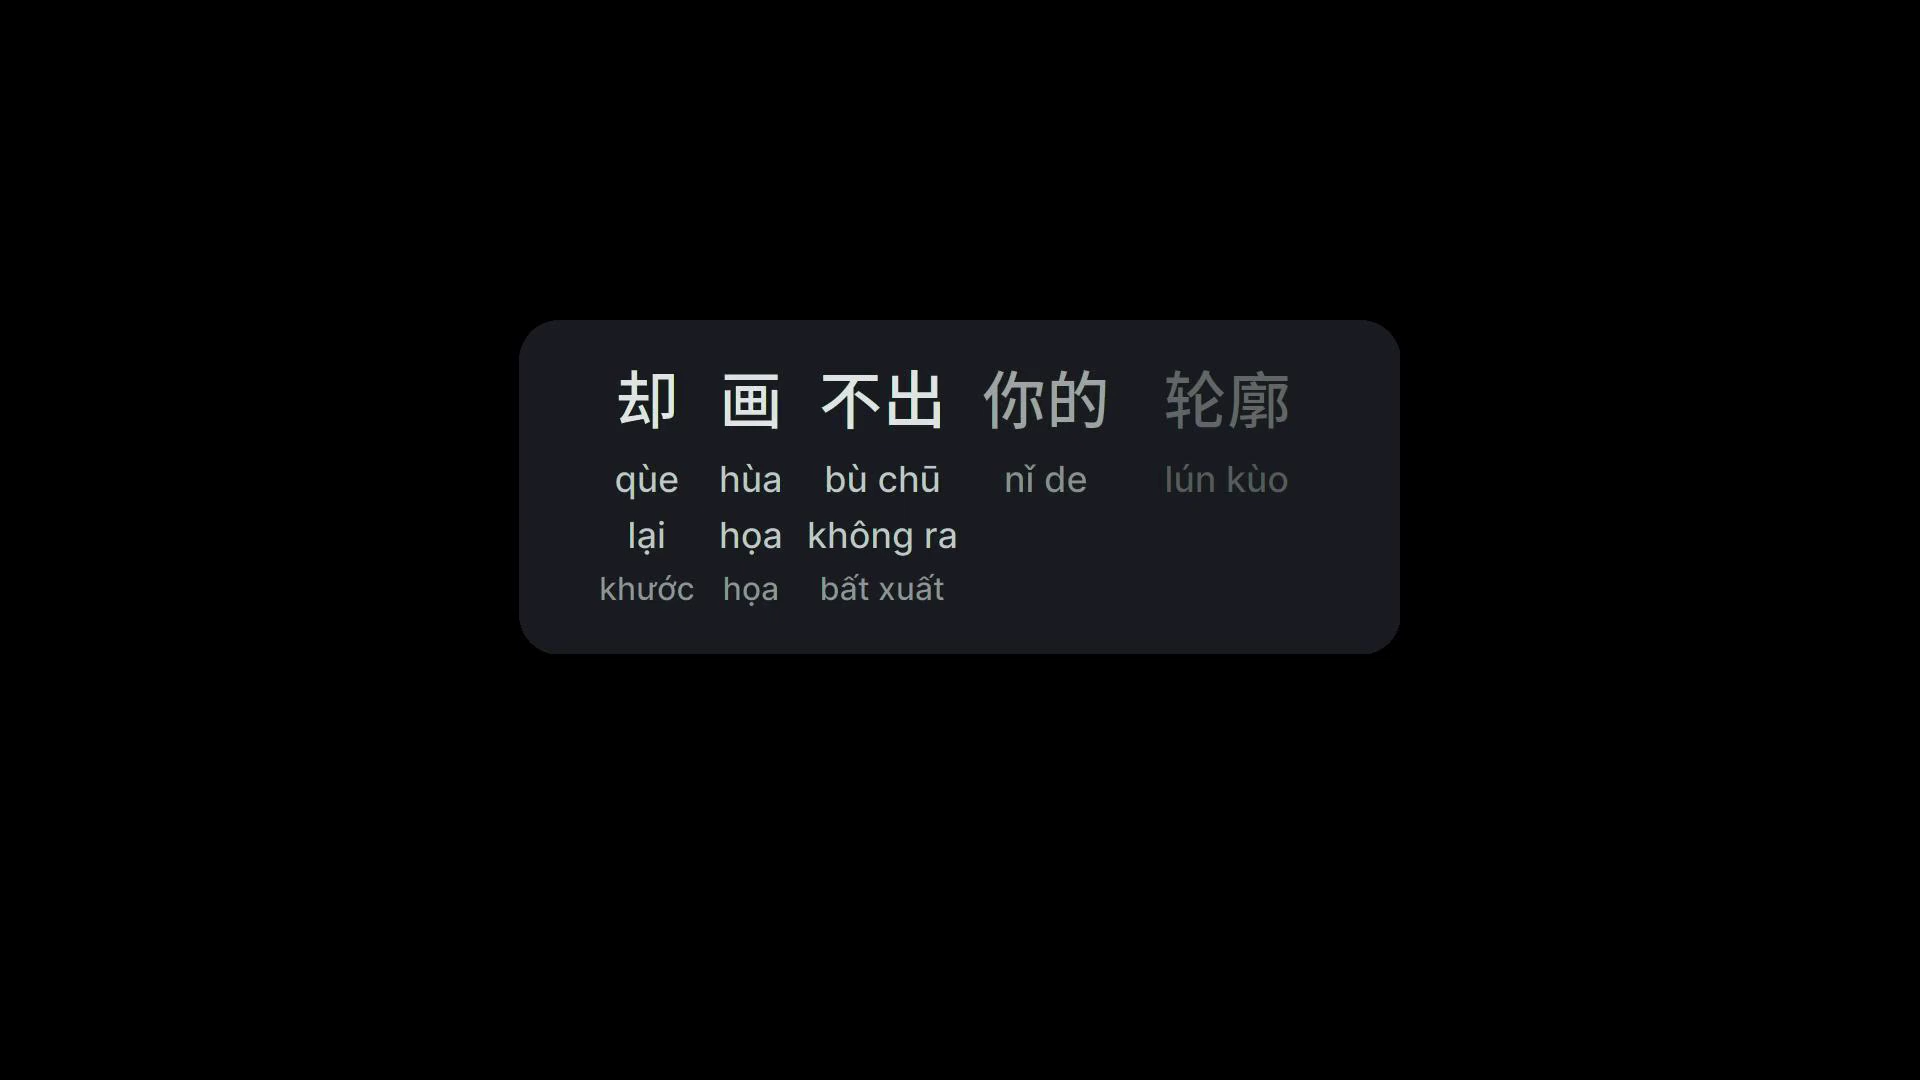 却 画 不出 你的 轮廓
qùe hùa bù chū nǐ de lún kùo
lại họa không ra
khước họa bất xuất